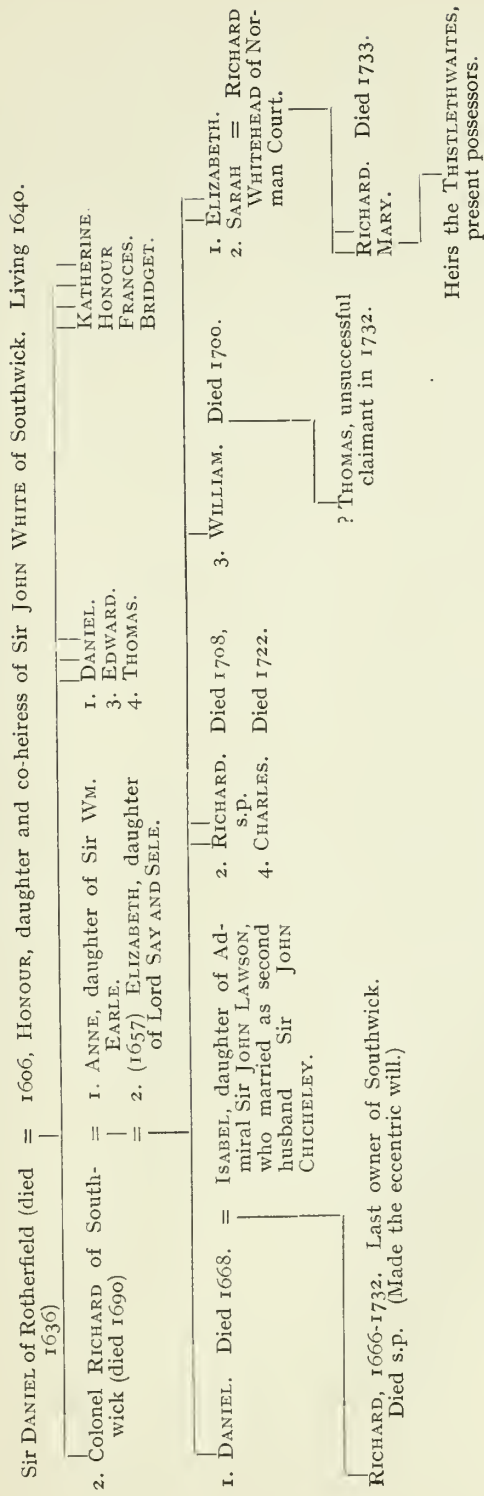 Sir DANIEL of Rotherfield (died = 1606, HONOUR, daughter and co-heiress of Sir JOHN WHITE of Southwick. Living 1640.
1636)
2. Colonel RICHARD of South- = 1. ANNE, daughter of Sir WM.
wick (died 1690)
EARLE.
= 2. (1657) ELIZABETH, daughter
of Lord SAY AND SELE.
1. DANIEL.
3. EDWARD.
4. THOMAS.
KATHERINE.
HONOUR
FRANCES.
BRIDGET.
1. DANIEL. Died 1668. = ISABEL, daughter of Ad-
miral Sir JOHN LAWSON,
who married as second
husband Sir JOHN
CHICHELEY.
2. RICHARD. Died 1708,
s.p.
4. CHARLES. Died 1722.
3. WILLIAM. Died 1700.
1. ELIZABETH.
2. SARAH = RICHARD
WHITEHEAD of Nor-
man Court.
RICHARD, 1666-1732. Last owner of Southwick.
Died s.p. (Made the eccentric will.)
? THOMAS, unsuccessful
claimant in 1732.
RICHARD. Died 1733.
MARY.
Heirs the THISTLETHWAITES,
present possessors.